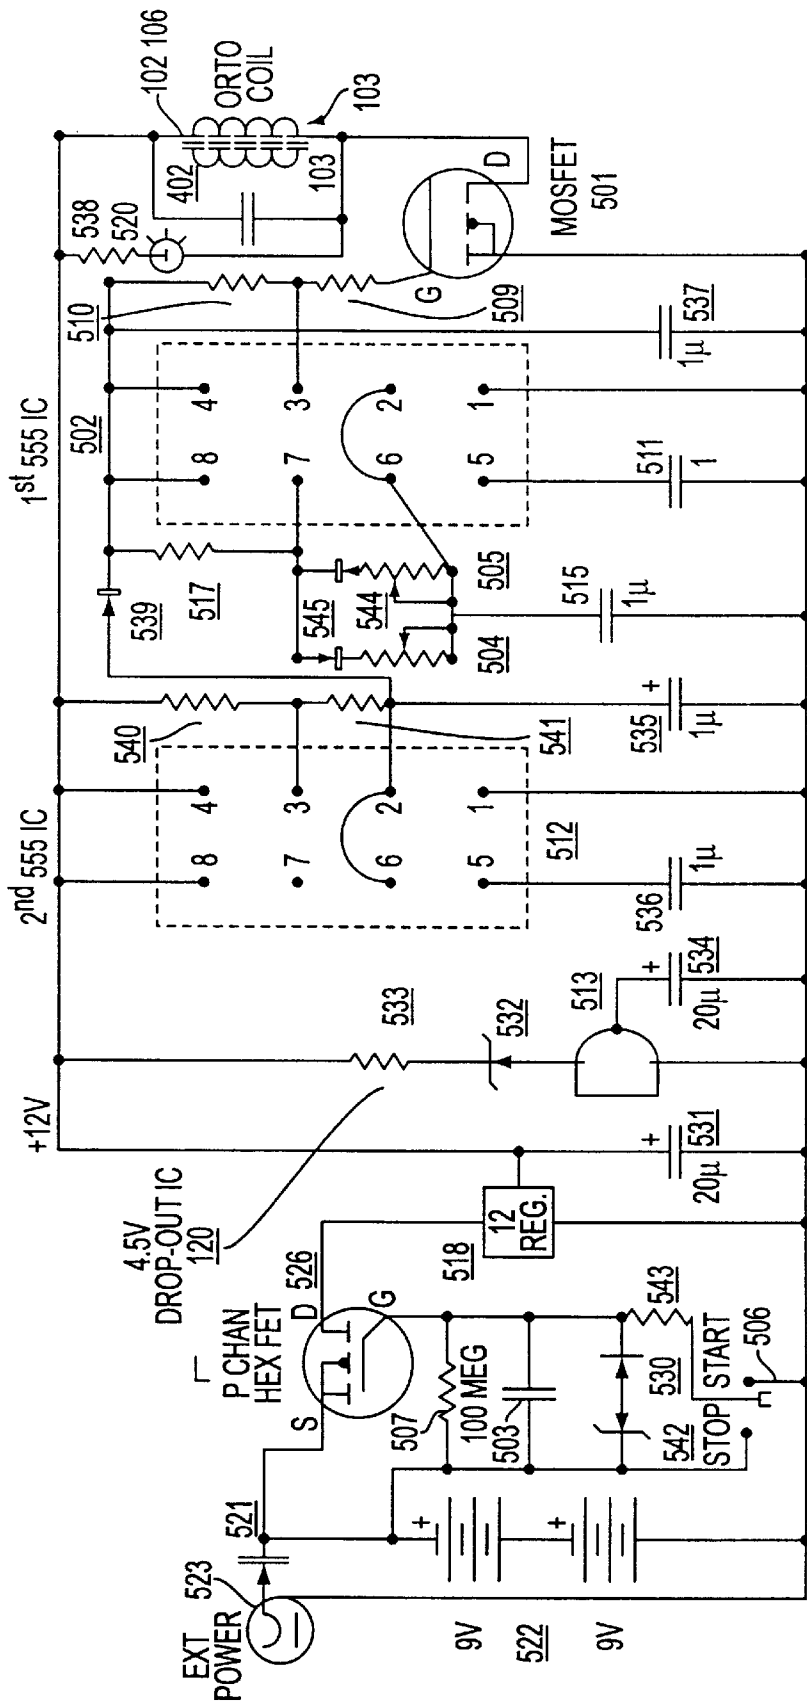 EXT
POWER
523
521
9V
522
9V
+
+
S
D
G
P CHAN
HEX FET
526
507
100 MEG
503
542
530
543
STOP
START
506
518
12
REG.
4.5V
DROP-OUT IC
120
+12V
+
20µ
531
533
532
513
+
20µ
534
2nd 555 IC
8
4
7
3
6
2
5
1
512
536
1µ
540
541
+
535
1µ
539
517
545
544
504
505
515
1µ
1st 555 IC
502
8
4
7
3
6
2
5
1
511
1
510
509
537
1µ
538
520
402
102 106
ORTO
COIL
103
103
G
D
MOSFET
501